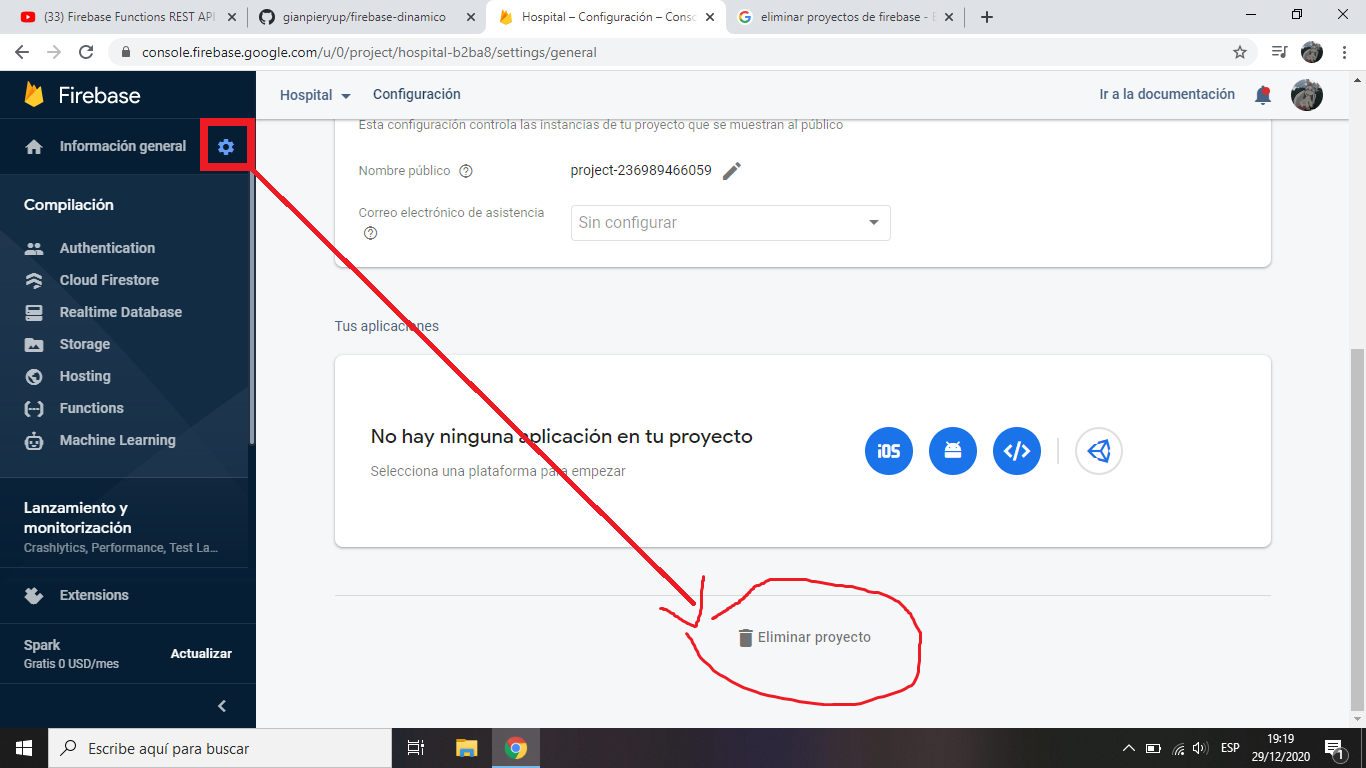 (33) Firebase Functions REST API
gianpieryup/firebase-dinamico
Hospital – Configuración – Conso
eliminar proyectos de firebase - B
console.firebase.google.com/u/0/project/hospital-b2ba8/settings/general
Firebase
Hospital
Configuración
Ir a la documentación
Información general
Esta configuración controla las instancias de tu proyecto que se muestran al público
Nombre público
project-236989466059
Correo electrónico de asistencia
Sin configurar
Compilación
Authentication
Cloud Firestore
Realtime Database
Storage
Hosting
Functions
Machine Learning
Lanzamiento y
monitorización
Crashlytics, Performance, Test La...
Extensions
Spark
Gratis 0 USD/mes
Actualizar
Tus aplicaciones
No hay ninguna aplicación en tu proyecto
Selecciona una plataforma para empezar
iOS
Eliminar proyecto
Escribe aquí para buscar
ESP
19:19
29/12/2020
1